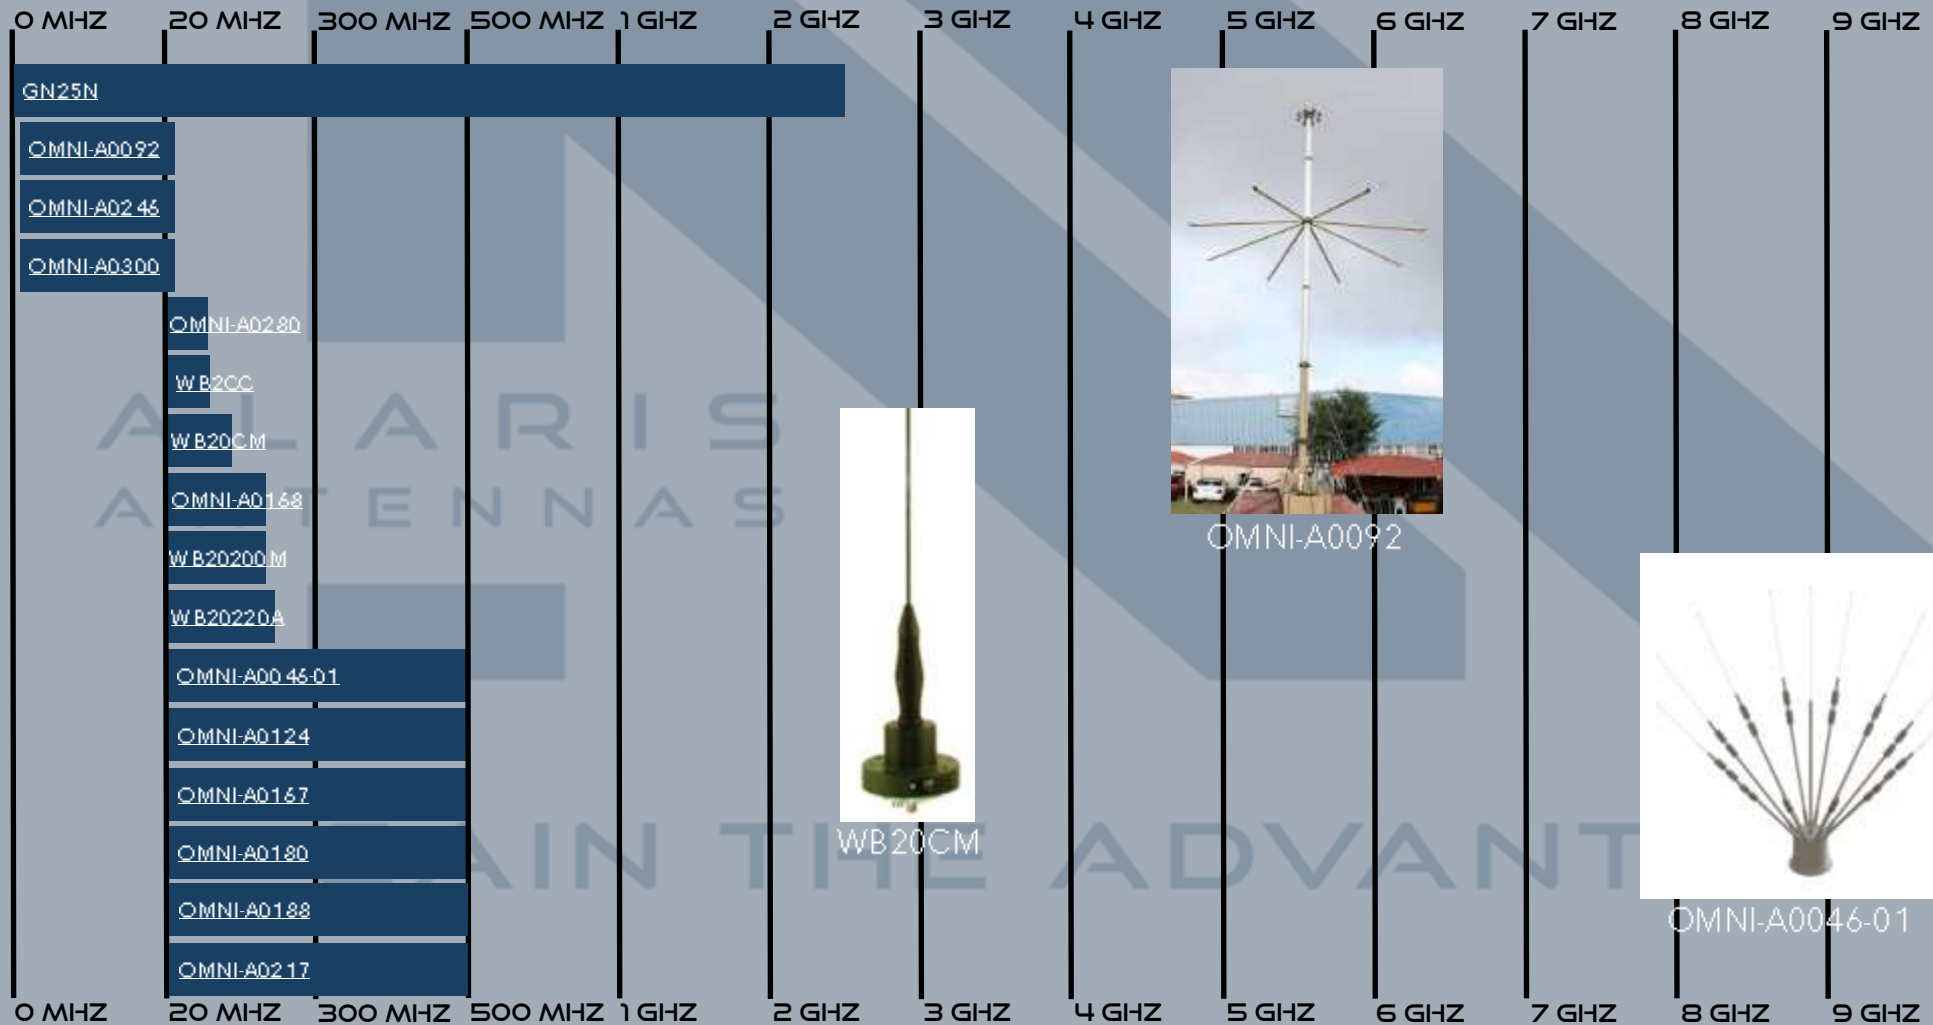 0 MHZ 20 MHZ 300 MHZ 500 MHZ 1 GHZ 2 GHZ 3 GHZ 4 GHZ 5 GHZ 6 GHZ 7 GHZ 8 GHZ 9 GHZ
GN25N
OMNI-A0092
OMNI-A0246
OMNI-A0300
OMNI-A0280
WB2CC
WB20CM
OMNI-A0168
WB20200M
WB20220A
OMNI-A0046-01
OMNI-A0124
OMNI-A0167
OMNI-A0180
OMNI-A0188
OMNI-A0217
ALARIS
ANTENNAS
AIN THE ADVANT
OMNI-A0092
WB20CM
OMNI-A0046-01
0 MHZ 20 MHZ 300 MHZ 500 MHZ 1 GHZ 2 GHZ 3 GHZ 4 GHZ 5 GHZ 6 GHZ 7 GHZ 8 GHZ 9 GHZ